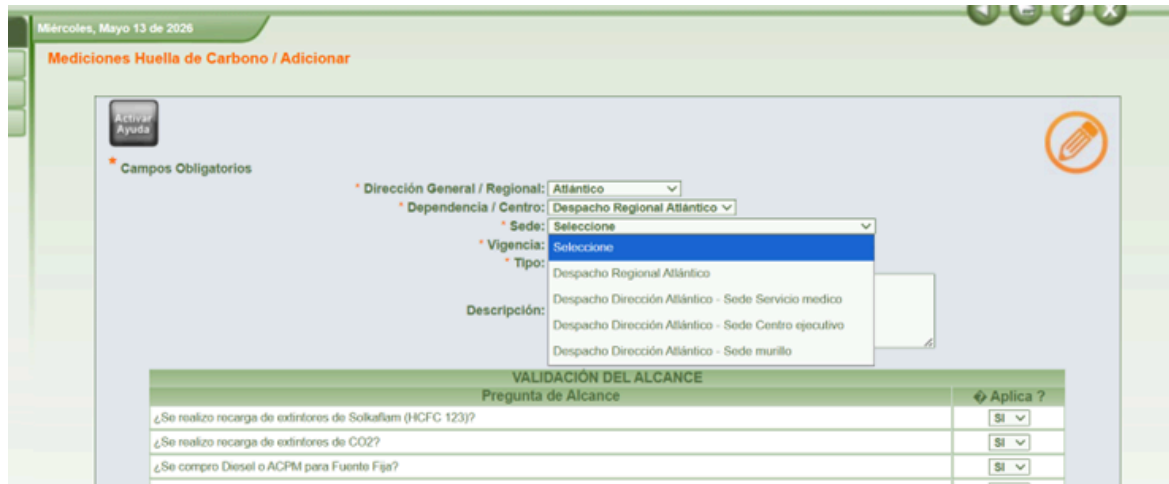 Miércoles, Mayo 13 de 2026
Mediciones Huella de Carbono / Adicionar
Activar
Ayuda
* Campos Obligatorios
* Dirección General / Regional: Atlántico
* Dependencia / Centro: Despacho Regional Atlántico
* Sede: Seleccione
* Vigencia: Seleccione
* Tipo:
Despacho Regional Atlántico
Despacho Dirección Atlántico - Sede Servicio medico
Descripción:
Despacho Dirección Atlántico - Sede Centro ejecutivo
Despacho Dirección Atlántico - Sede murillo
VALIDACIÓN DEL ALCANCE
Pregunta de Alcance � Aplica ?
¿Se realizo recarga de extintores de Solkaflam (HCFC 123)? SI
¿Se realizo recarga de extintores de CO2? SI
¿Se compro Diesel o ACPM para Fuente Fija? SI